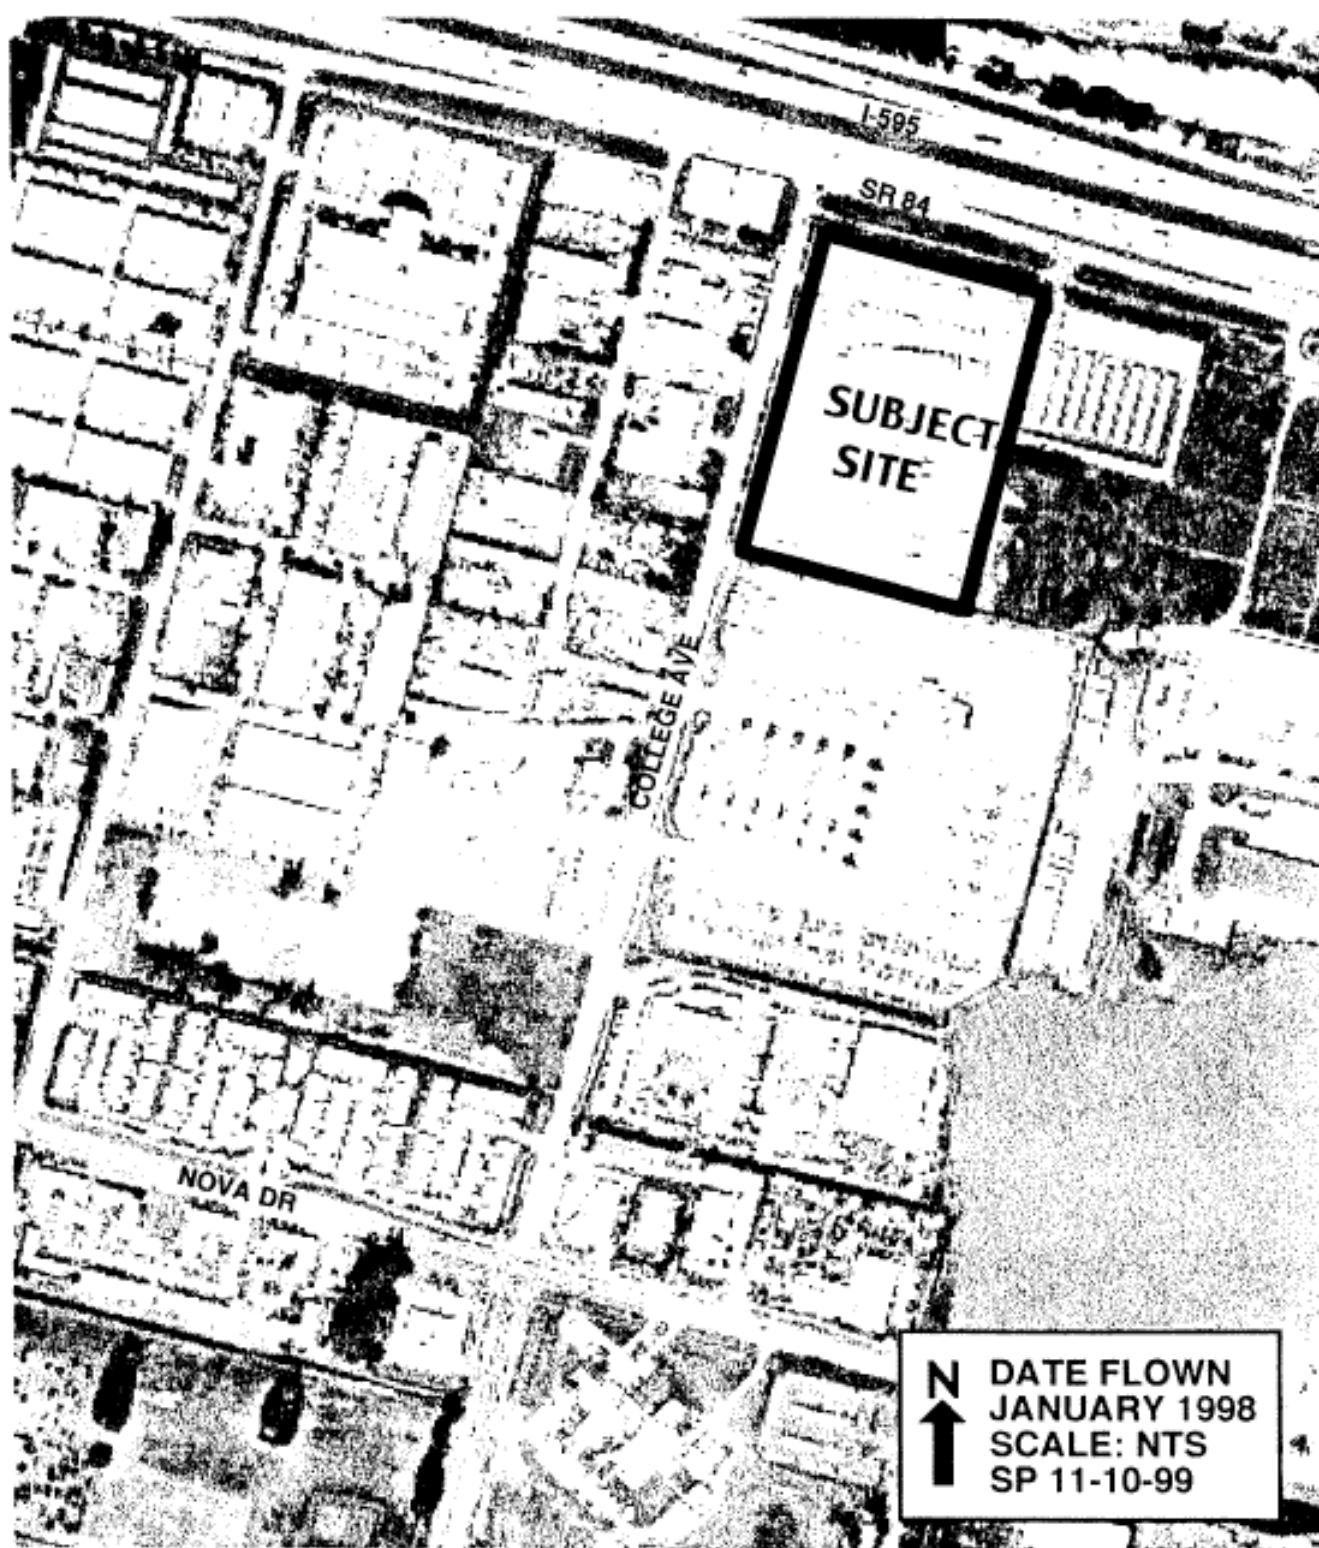 I-595
SR 84
SUBJECT
SITE
COLLEGE AVE
NOVA DR
N
DATE FLOWN
JANUARY 1998
SCALE: NTS
SP 11-10-99